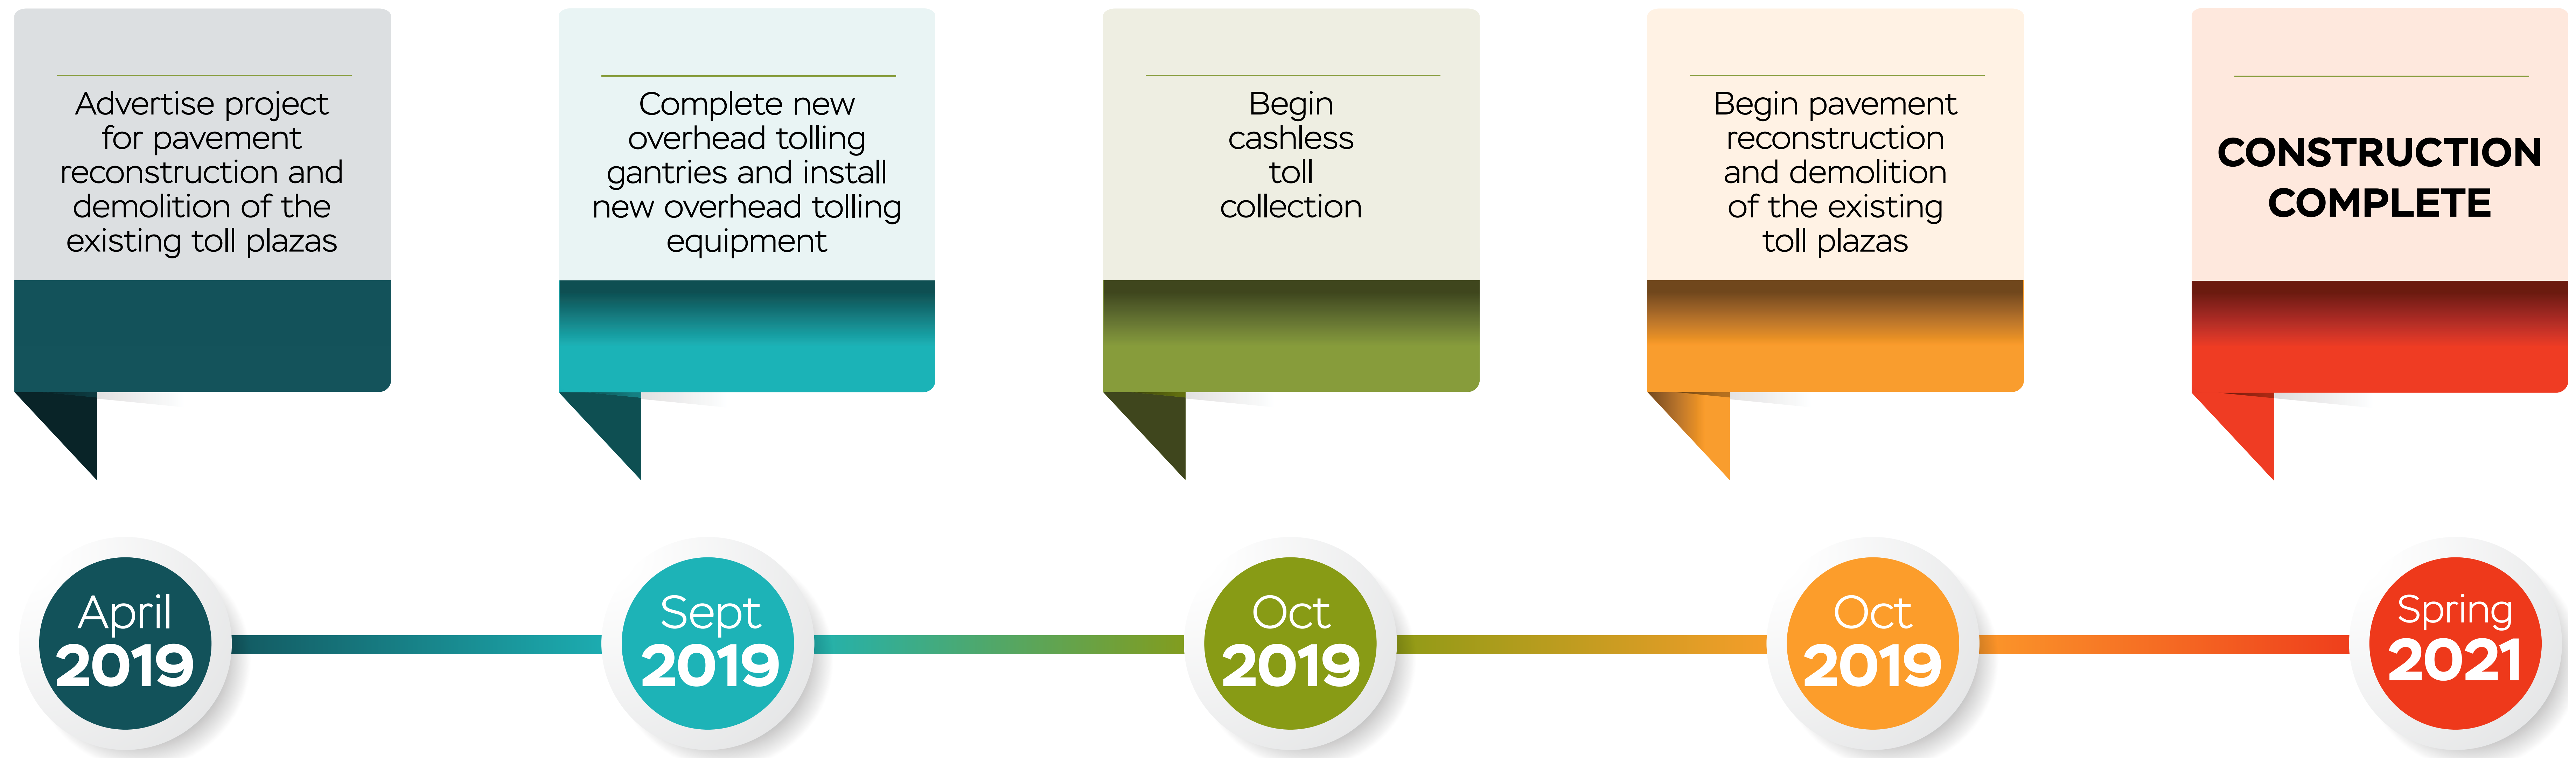 Advertise project
for pavement
reconstruction and
demolition of the
existing toll plazas
Complete new
overhead tolling
gantries and install
new overhead tolling
equipment
Begin
cashless
toll
collection
Begin pavement
reconstruction
and demolition
of the existing
toll plazas
CONSTRUCTION
COMPLETE
April
2019
Sept
2019
Oct
2019
Oct
2019
Spring
2021